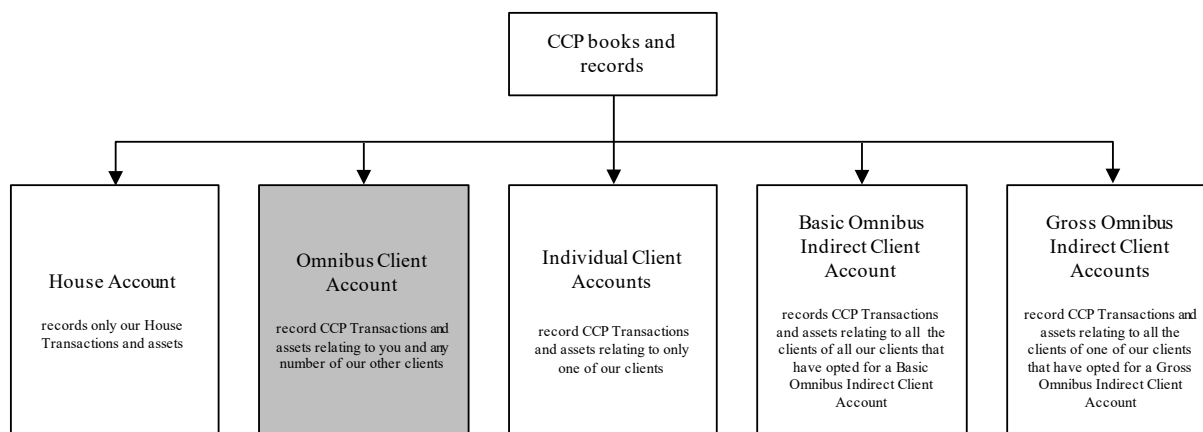 CCP books and
records
House Account
records only our House
Transactions and assets
Omnibus Client
Account
record CCP Transactions and
assets relating to you and any
number of our other clients
Individual Client
Accounts
record CCP Transactions
and assets relating to only
one of our clients
Basic Omnibus
Indirect Client
Account
records CCP Transactions
and assets relating to all the
clients of all our clients that
have opted for a Basic
Omnibus Indirect Client
Account
Gross Omnibus
Indirect Client
Accounts
record CCP Transactions and
assets relating to all the
clients of one of our clients
that have opted for a Gross
Omnibus Indirect Client
Account